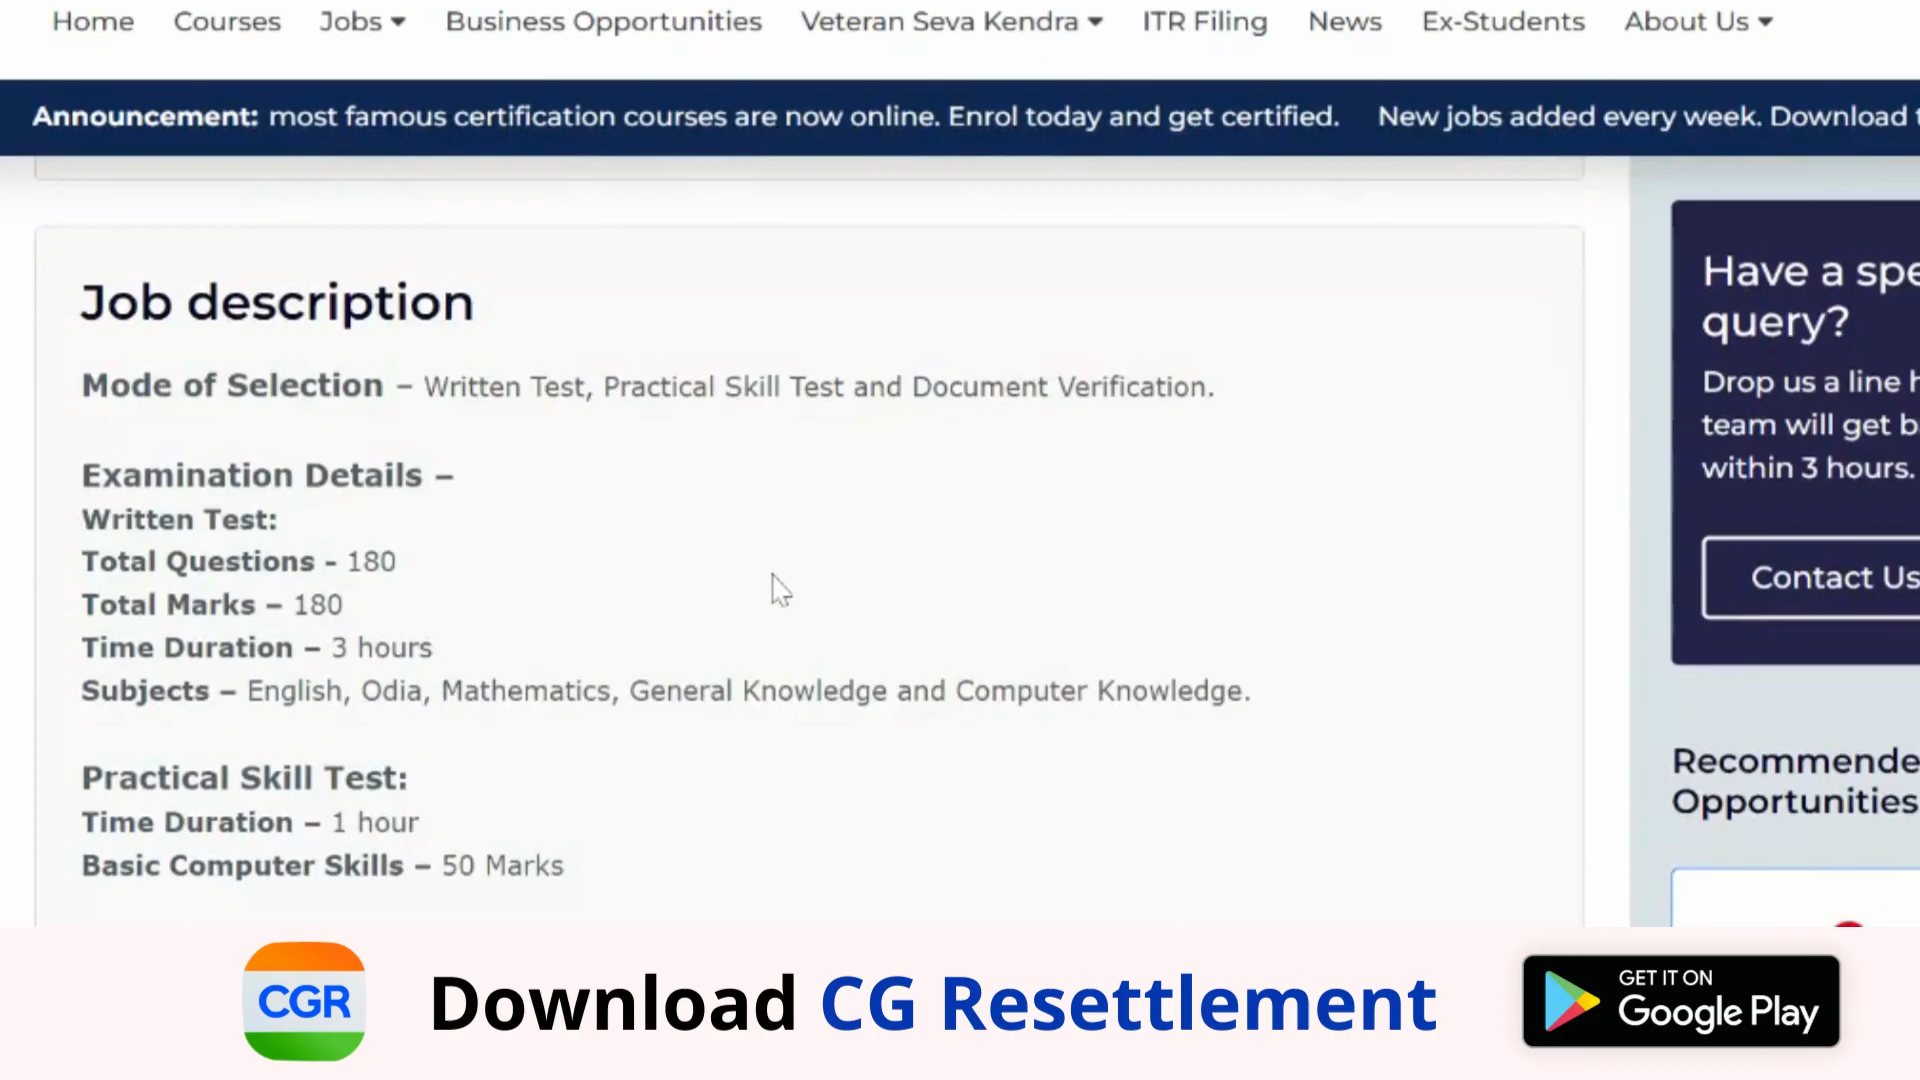 Home Courses Jobs Business Opportunities Veteran Seva Kendra ITR Filing News Ex-Students About Us
Announcement: most famous certification courses are now online. Enrol today and get certified. New jobs added every week. Download
Job description
Mode of Selection – Written Test, Practical Skill Test and Document Verification.
Examination Details –
Written Test:
Total Questions - 180
Total Marks – 180
Time Duration – 3 hours
Subjects – English, Odia, Mathematics, General Knowledge and Computer Knowledge.
Practical Skill Test:
Time Duration – 1 hour
Basic Computer Skills – 50 Marks
Have a spe
query?
Drop us a line h
team will get b
within 3 hours.
Contact Us
Recommende
Opportunities
CGR
Download CG Resettlement
GET IT ON
Google Play